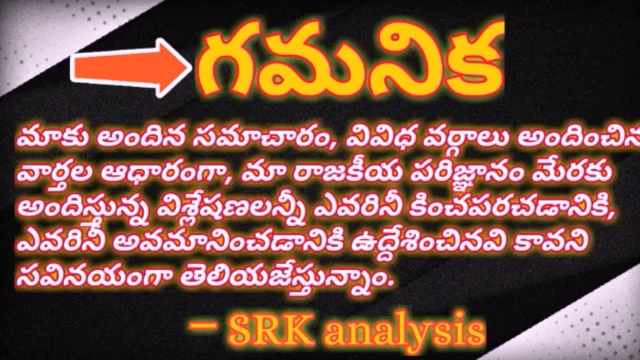 గమనిక
మాకు అందిన సమాచారం, వివిధ వర్గాలు అందించిన
వార్తల ఆధారంగా, మా రాజకీయ పరిజ్ఞానం మేరకు
అందిస్తున్న విశ్లేషణలన్నీ ఎవరినీ కించపరచడానికి,
ఎవరినీ అవమానించడానికి ఉద్దేశించినవి కావని
సవినయంగా తెలియజేస్తున్నాం.
– SRK analysis